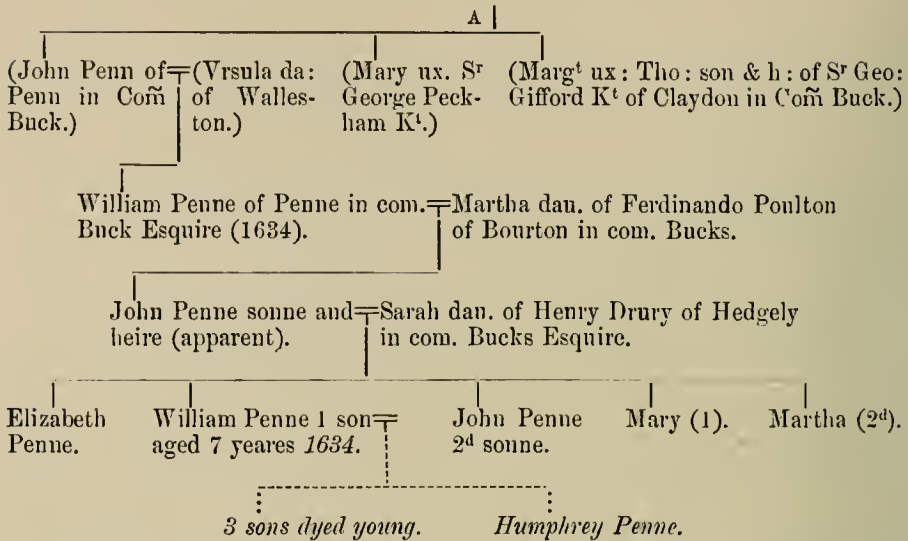 A
(John Penn of (Vrsula da: (Mary ux. Sʳ (Margᵗ ux: Tho: son & h: of Sʳ Geo:
Penn in Com̃ of Walles- George Peck- Gifford Kᵗ of Claydon in Com̃ Buck.)
Buck.) ton.) ham Kᵗ.)
William Penne of Penne in com. Martha dau. of Ferdinando Poulton
Buck Esquire (1634). of Bourton in com. Bucks.
John Penne sonne and Sarah dau. of Henry Drury of Hedgely
heire (apparent). in com. Bucks Esquire.
Elizabeth William Penne 1 son John Penne Mary (1). Martha (2ᵈ).
Penne. aged 7 yeares 1634. 2ᵈ sonne.
3 sons dyed young. Humphrey Penne.